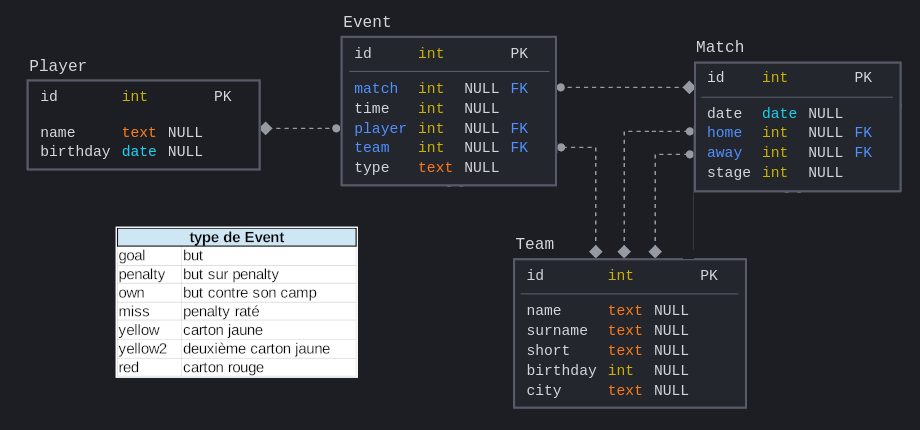 Event
id int PK
match int NULL FK
time int NULL
player int NULL FK
team int NULL FK
type text NULL
Match
id int PK
date date NULL
home int NULL FK
away int NULL FK
stage int NULL
Player
id int PK
name text NULL
birthday date NULL
type de Event
goal but
penalty but sur penalty
own but contre son camp
miss penalty raté
yellow carton jaune
yellow2 deuxième carton jaune
red carton rouge
Team
id int PK
name text NULL
surname text NULL
short text NULL
birthday int NULL
city text NULL